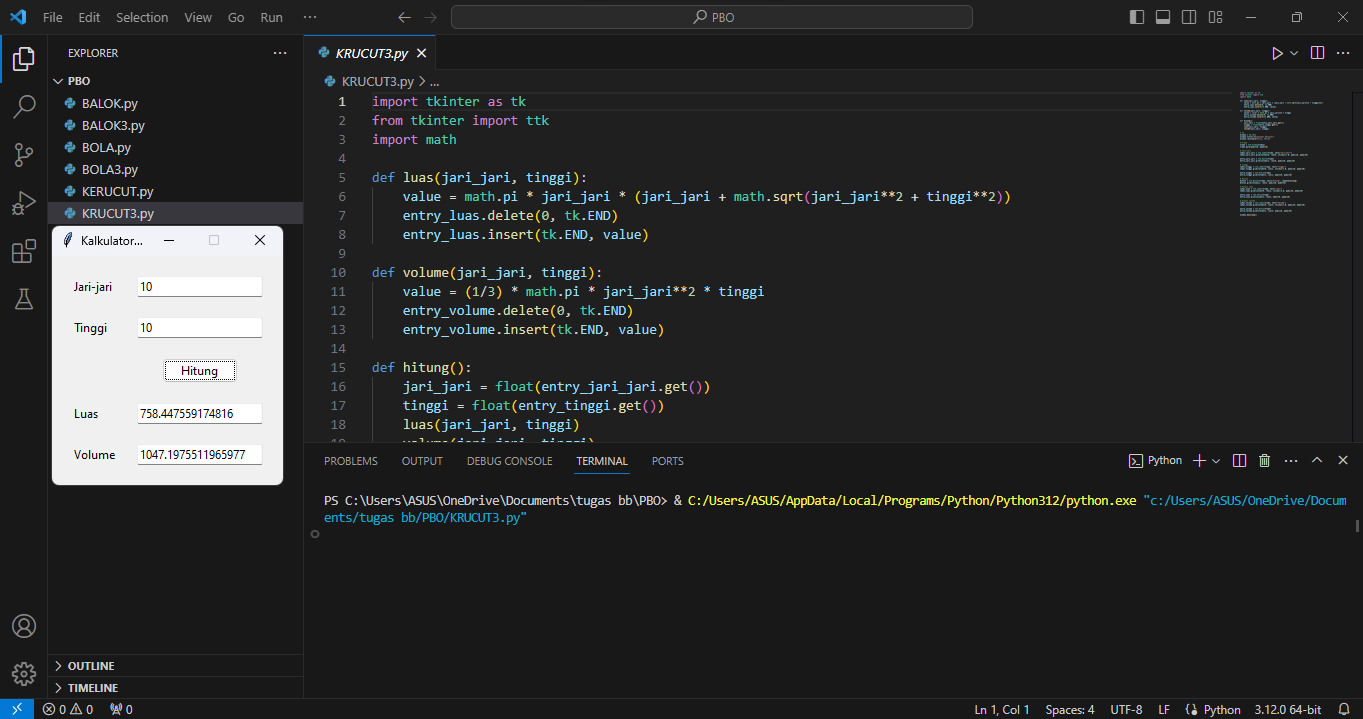 File Edit Selection View Go Run ··· PBO
EXPLORER ···
PBO
BALOK.py
BALOK3.py
BOLA.py
BOLA3.py
KERUCUT.py
KRUCUT3.py
Kalkulator...
Jari-jari 10
Tinggi 10
Hitung
Luas 758.447559174816
Volume 1047.1975511965977
OUTLINE
TIMELINE
KRUCUT3.py
KRUCUT3.py > ...
1 import tkinter as tk
2 from tkinter import ttk
3 import math
4
5 def luas(jari_jari, tinggi):
6 value = math.pi * jari_jari * (jari_jari + math.sqrt(jari_jari**2 + tinggi**2))
7 entry_luas.delete(0, tk.END)
8 entry_luas.insert(tk.END, value)
9
10 def volume(jari_jari, tinggi):
11 value = (1/3) * math.pi * jari_jari**2 * tinggi
12 entry_volume.delete(0, tk.END)
13 entry_volume.insert(tk.END, value)
14
15 def hitung():
16 jari_jari = float(entry_jari_jari.get())
17 tinggi = float(entry_tinggi.get())
18 luas(jari_jari, tinggi)
19 volume(jari_jari, tinggi)
PROBLEMS OUTPUT DEBUG CONSOLE TERMINAL PORTS Python
PS C:\Users\ASUS\OneDrive\Documents\tugas bb\PBO> & C:/Users/ASUS/AppData/Local/Programs/Python/Python312/python.exe "c:/Users/ASUS/OneDrive/Docum
ents/tugas bb/PBO/KRUCUT3.py"
0 0 0 Ln 1, Col 1 Spaces: 4 UTF-8 LF Python 3.12.0 64-bit